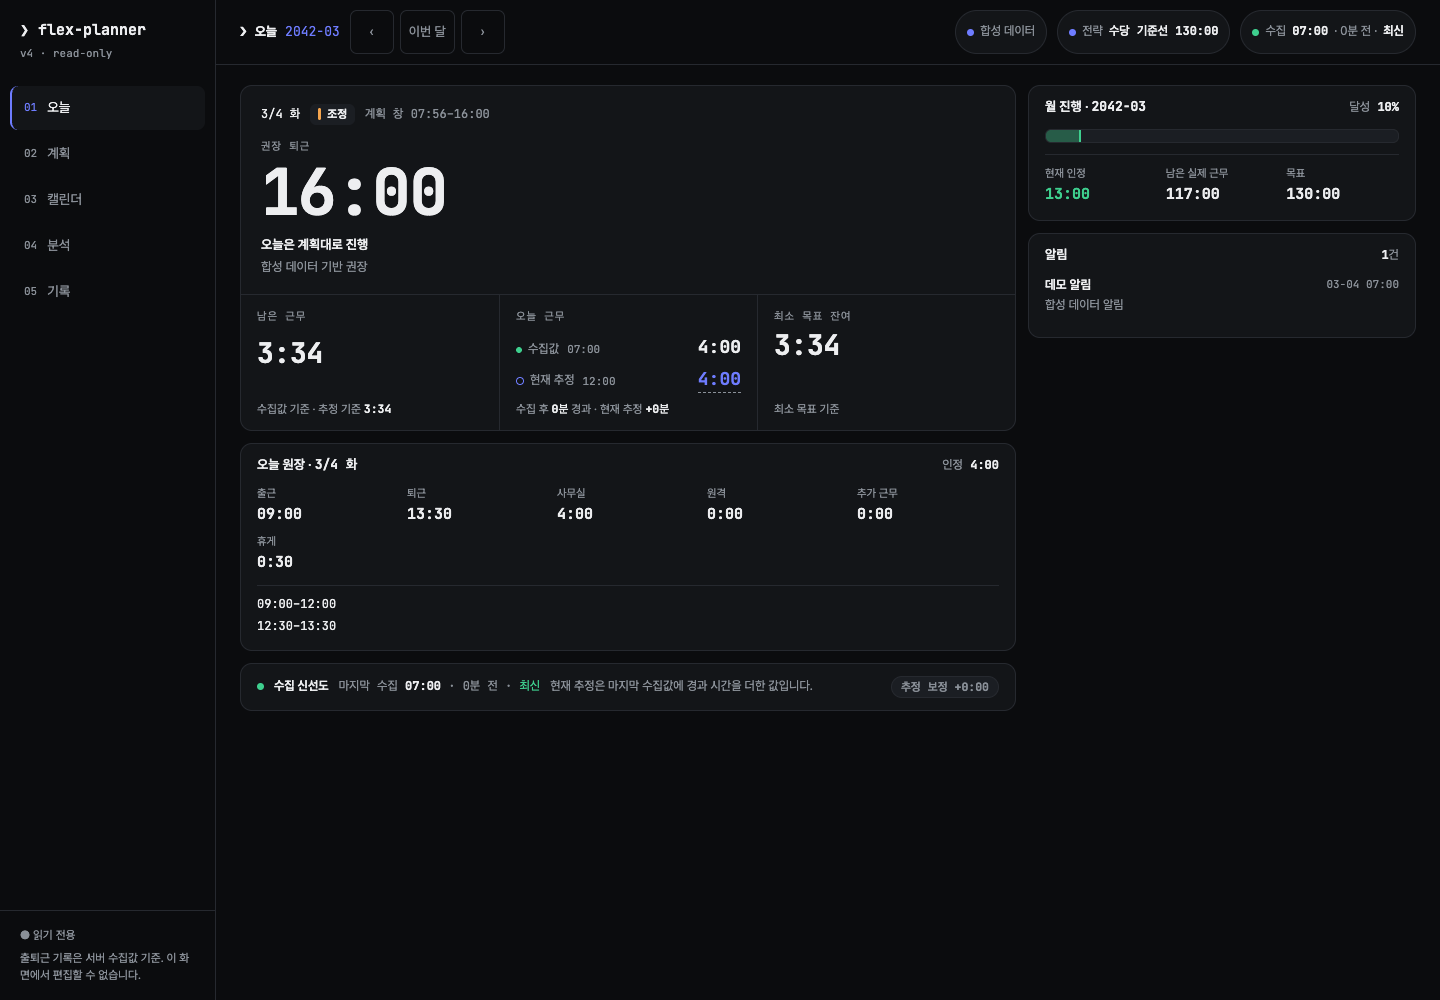 ❯ flex-planner
v4 · read-only
01 오늘
02 계획
03 캘린더
04 분석
05 기록
읽기 전용
출퇴근 기록은 서버 수집값 기준. 이 화
면에서 편집할 수 없습니다.
❯ 오늘 2042-03 ‹ 이번 달 ›
합성 데이터
전략 수당 기준선 130:00
수집 07:00 · 0분 전 · 최신
3/4 화 조정 계획 창 07:56–16:00
권장 퇴근
16:00
오늘은 계획대로 진행
합성 데이터 기반 권장
남은 근무
3:34
수집값 기준 · 추정 기준 3:34
오늘 근무
수집값 07:00 4:00
현재 추정 12:00 4:00
수집 후 0분 경과 · 현재 추정 +0분
최소 목표 잔여
3:34
최소 목표 기준
오늘 원장 · 3/4 화 인정 4:00
출근 퇴근 사무실 원격 추가 근무
09:00 13:30 4:00 0:00 0:00
휴게
0:30
09:00–12:00
12:30–13:30
수집 신선도 마지막 수집 07:00 · 0분 전 · 최신 현재 추정은 마지막 수집값에 경과 시간을 더한 값입니다. 추정 보정 +0:00
월 진행 · 2042-03 달성 10%
현재 인정 남은 실제 근무 목표
13:00 117:00 130:00
알림 1건
데모 알림 03-04 07:00
합성 데이터 알림